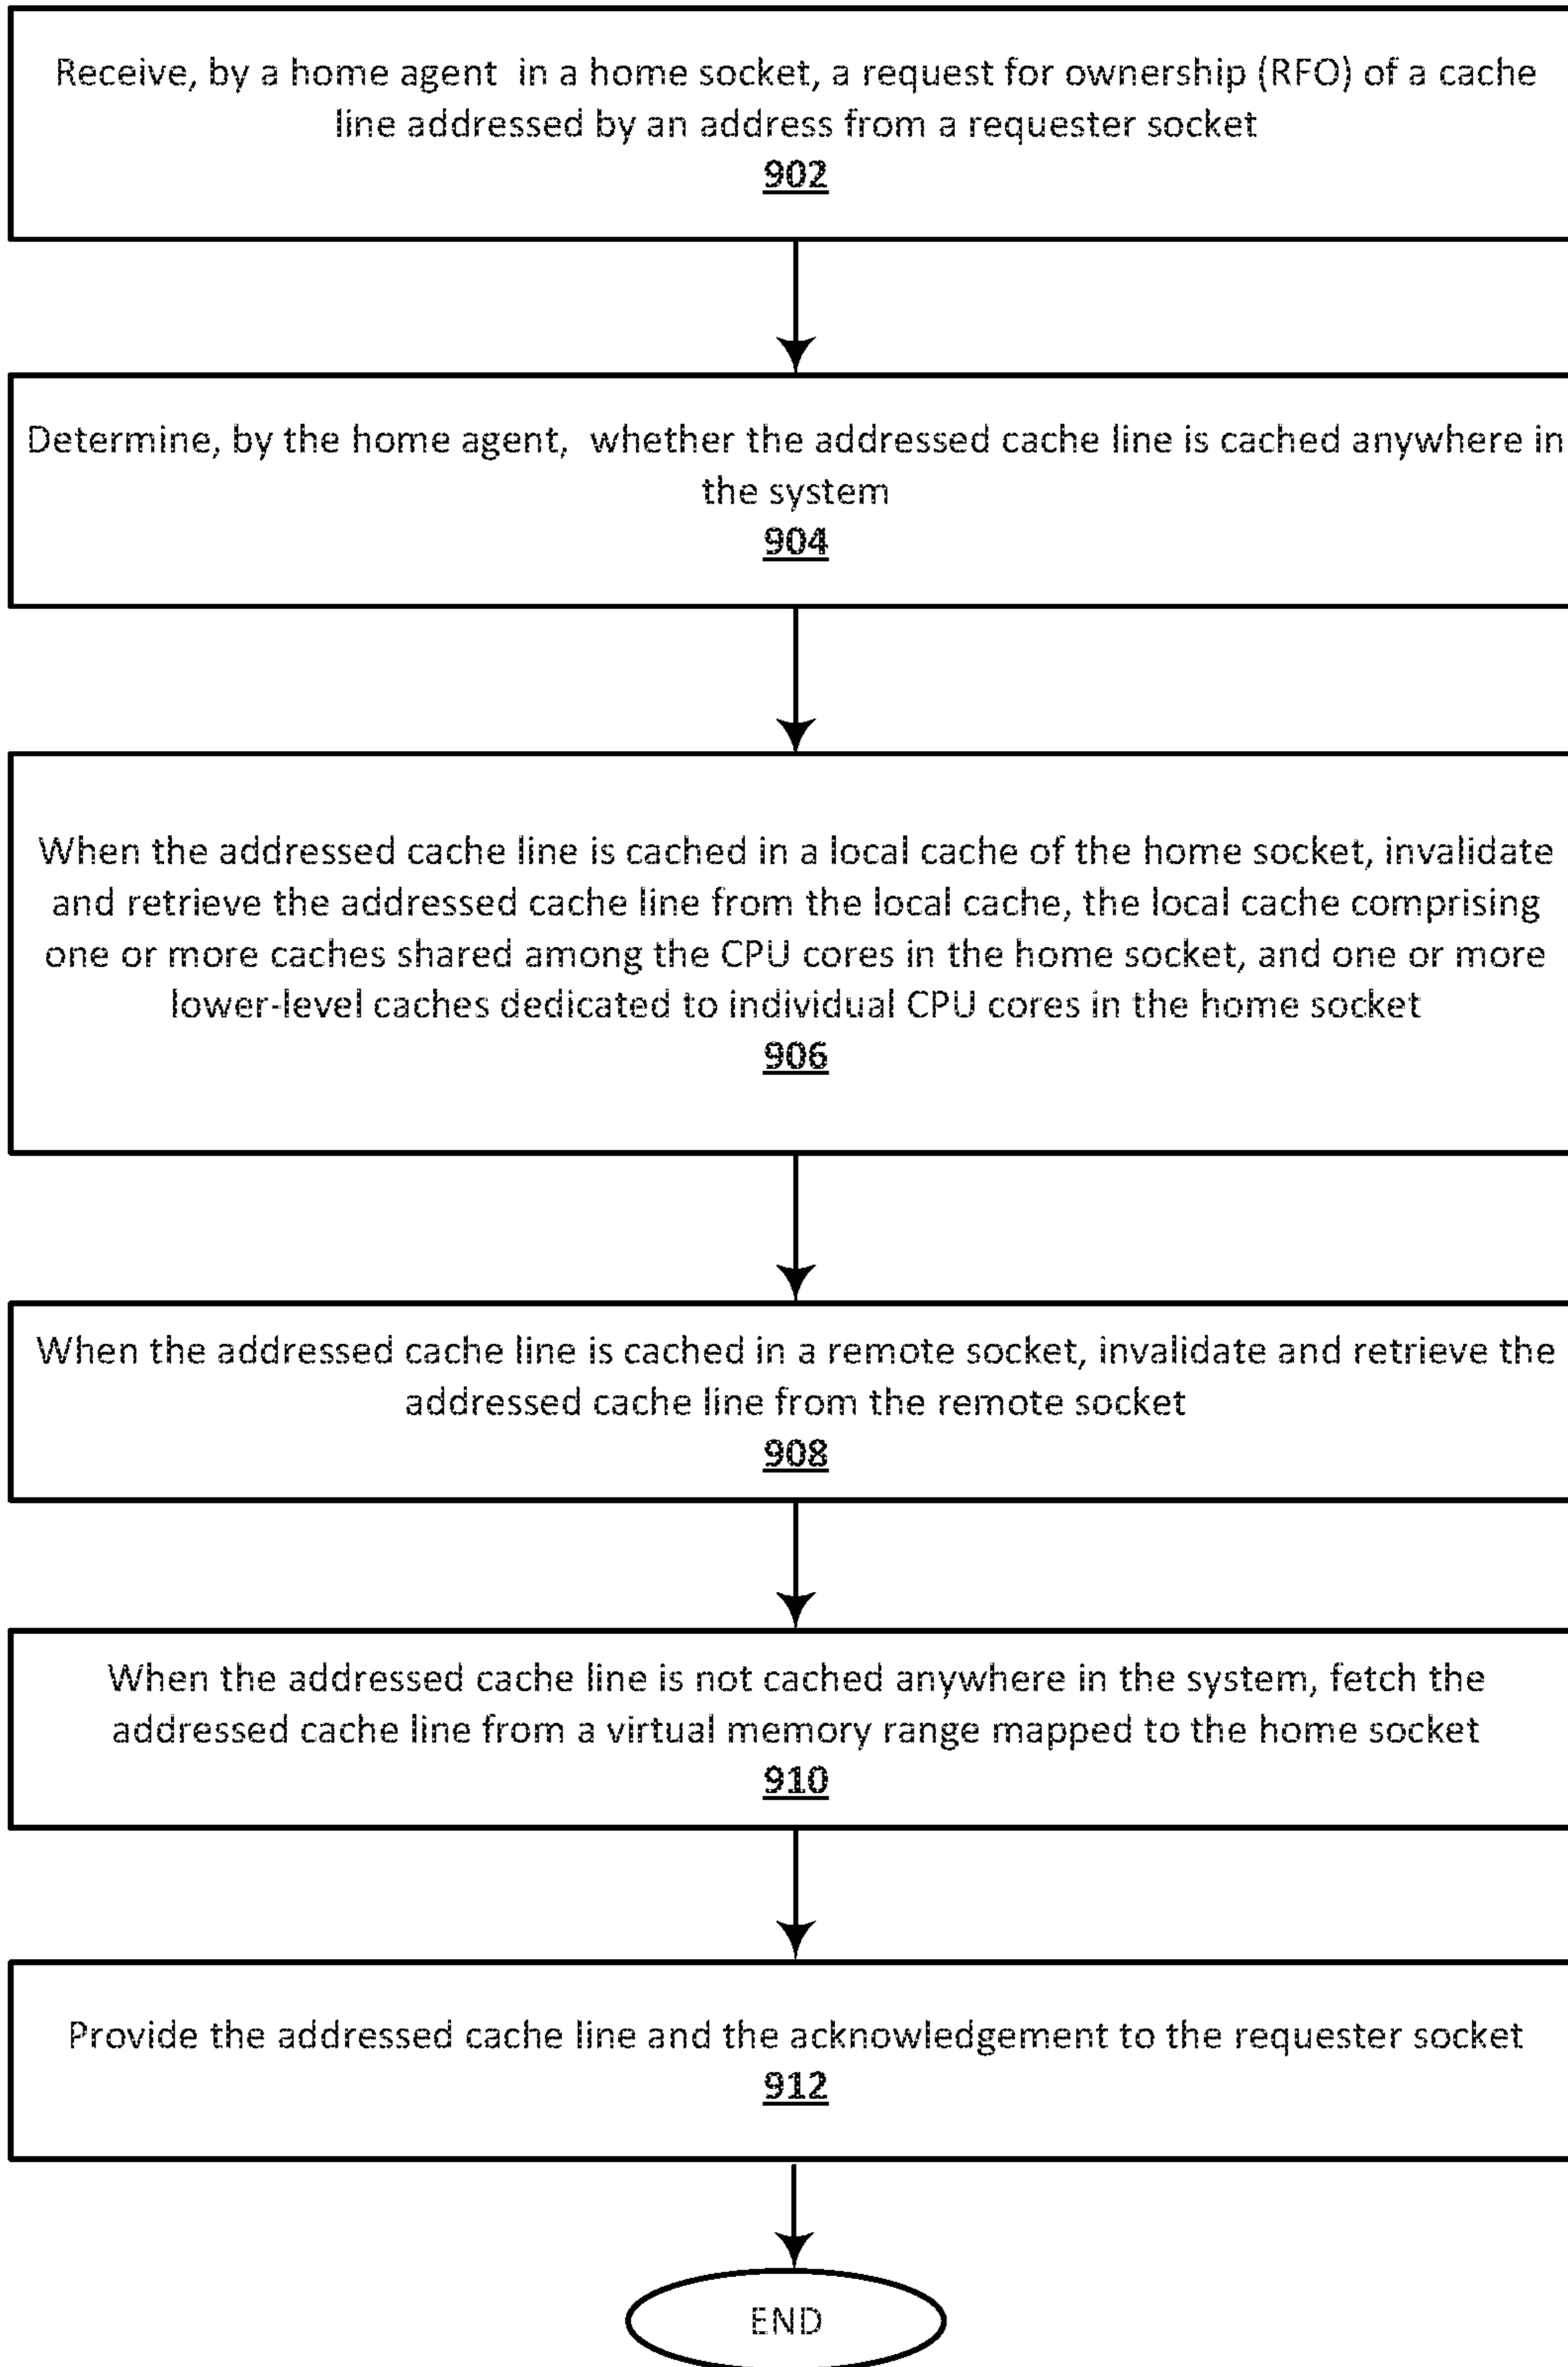 Receive, by a home agent in a home socket, a request for ownership (RFO) of a cache
line addressed by an address from a requester socket
902
Determine, by the home agent, whether the addressed cache line is cached anywhere in
the system
904
When the addressed cache line is cached in a local cache of the home socket, invalidate
and retrieve the addressed cache line from the local cache, the local cache comprising
one or more caches shared among the CPU cores in the home socket, and one or more
lower-level caches dedicated to individual CPU cores in the home socket
906
When the addressed cache line is cached in a remote socket, invalidate and retrieve the
addressed cache line from the remote socket
908
When the addressed cache line is not cached anywhere in the system, fetch the
addressed cache line from a virtual memory range mapped to the home socket
910
Provide the addressed cache line and the acknowledgement to the requester socket
912
END